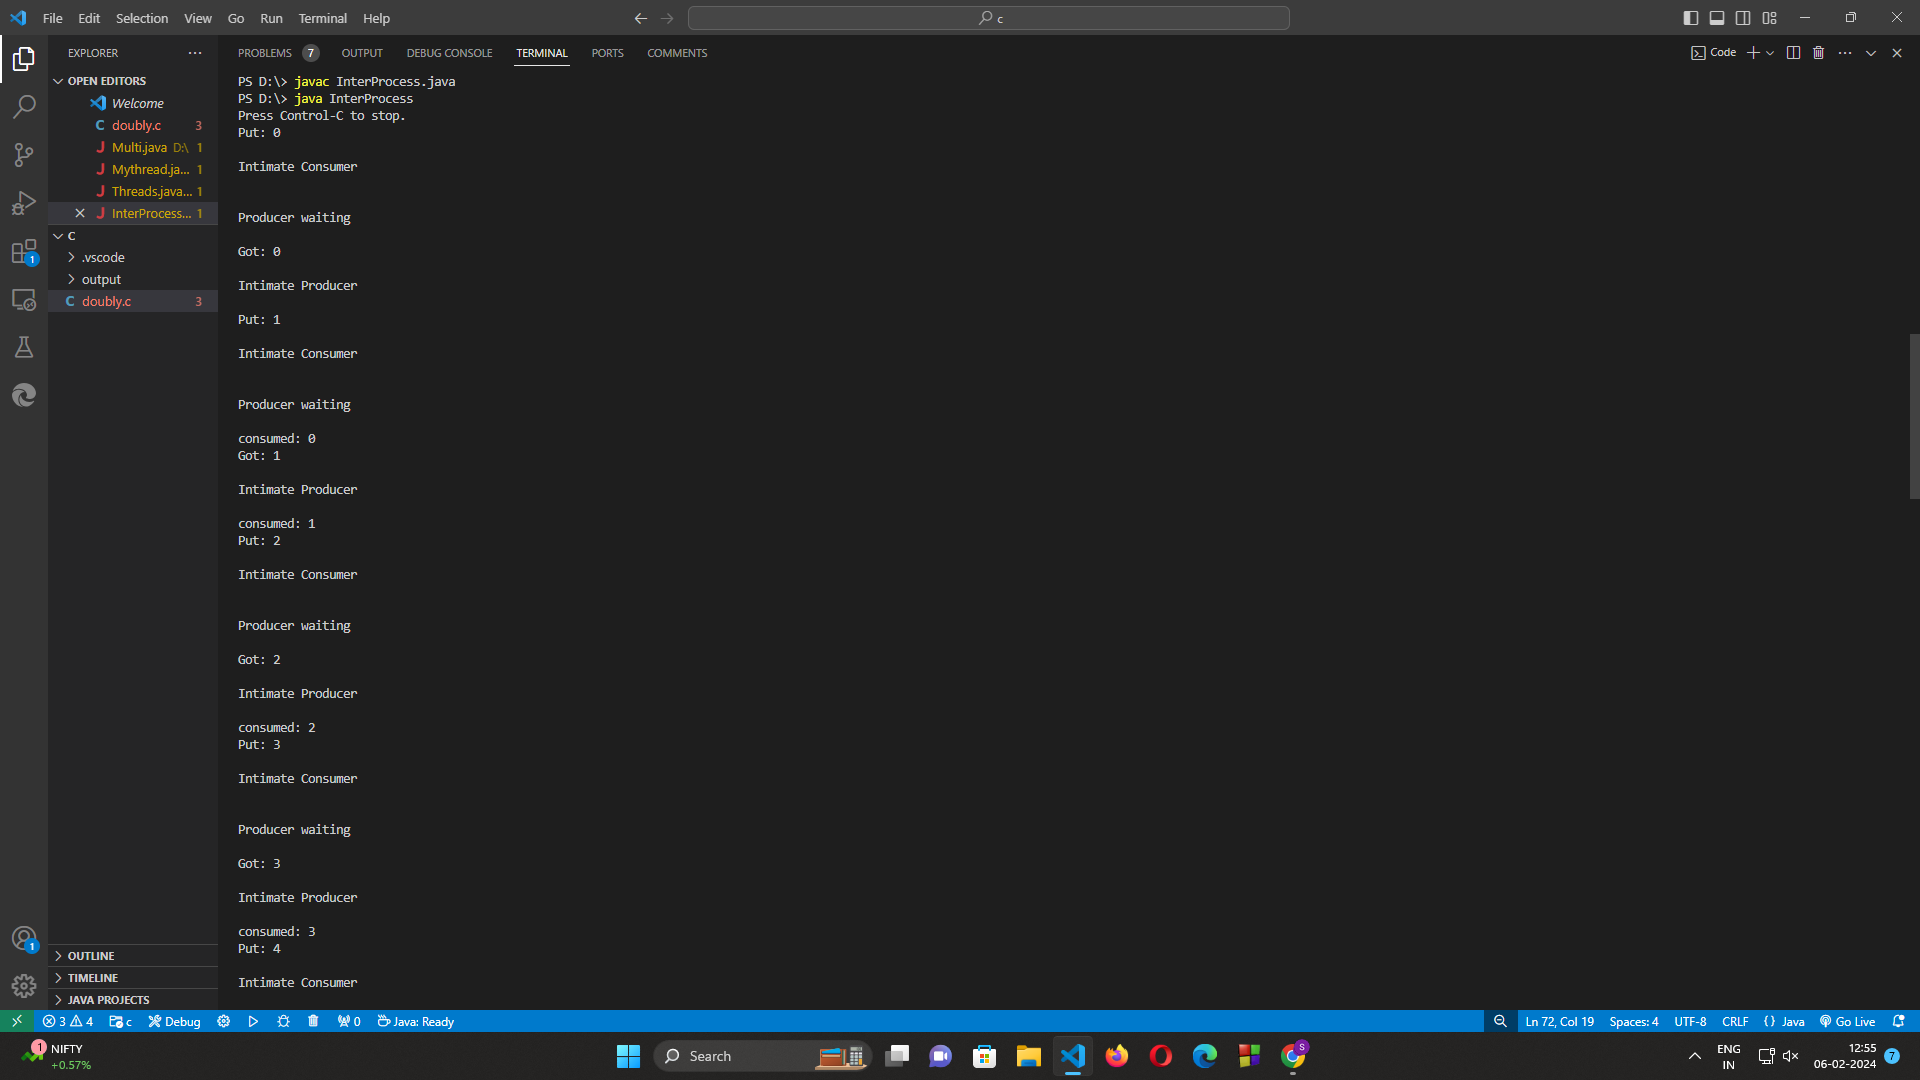 File Edit Selection View Go Run Terminal Help
c
EXPLORER
OPEN EDITORS
Welcome
doubly.c 3
Multi.java D:\ 1
Mythread.ja... 1
Threads.java... 1
InterProcess... 1
C
.vscode
output
doubly.c 3
OUTLINE
TIMELINE
JAVA PROJECTS
1
1
PROBLEMS 7 OUTPUT DEBUG CONSOLE TERMINAL PORTS COMMENTS
Code
PS D:\> javac InterProcess.java
PS D:\> java InterProcess
Press Control-C to stop.
Put: 0
Intimate Consumer
Producer waiting
Got: 0
Intimate Producer
Put: 1
Intimate Consumer
Producer waiting
consumed: 0
Got: 1
Intimate Producer
consumed: 1
Put: 2
Intimate Consumer
Producer waiting
Got: 2
Intimate Producer
consumed: 2
Put: 3
Intimate Consumer
Producer waiting
Got: 3
Intimate Producer
consumed: 3
Put: 4
Intimate Consumer
3 4 c Debug 0 Java: Ready
Ln 72, Col 19 Spaces: 4 UTF-8 CRLF {} Java Go Live
1 NIFTY
+0.57%
Search
S
ENG
IN
12:55
06-02-2024
7